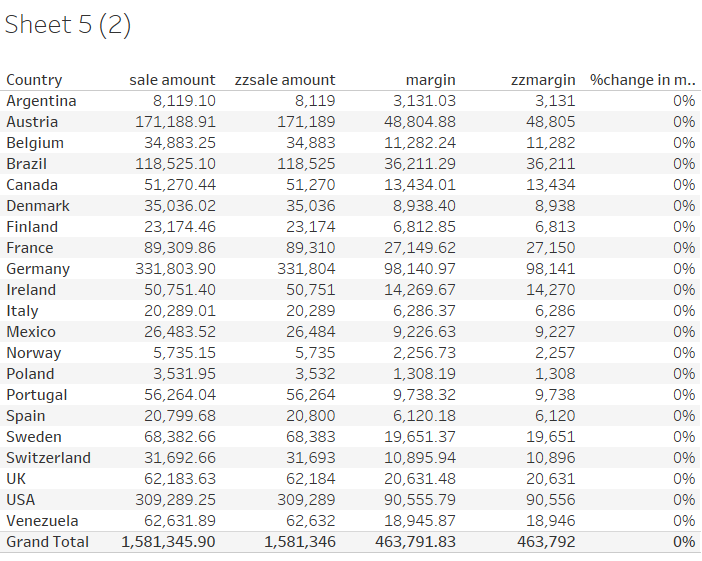 Sheet 5 (2)
Country sale amount zzsale amount margin zzmargin %change in m..
Argentina 8,119.10 8,119 3,131.03 3,131 0%
Austria 171,188.91 171,189 48,804.88 48,805 0%
Belgium 34,883.25 34,883 11,282.24 11,282 0%
Brazil 118,525.10 118,525 36,211.29 36,211 0%
Canada 51,270.44 51,270 13,434.01 13,434 0%
Denmark 35,036.02 35,036 8,938.40 8,938 0%
Finland 23,174.46 23,174 6,812.85 6,813 0%
France 89,309.86 89,310 27,149.62 27,150 0%
Germany 331,803.90 331,804 98,140.97 98,141 0%
Ireland 50,751.40 50,751 14,269.67 14,270 0%
Italy 20,289.01 20,289 6,286.37 6,286 0%
Mexico 26,483.52 26,484 9,226.63 9,227 0%
Norway 5,735.15 5,735 2,256.73 2,257 0%
Poland 3,531.95 3,532 1,308.19 1,308 0%
Portugal 56,264.04 56,264 9,738.32 9,738 0%
Spain 20,799.68 20,800 6,120.18 6,120 0%
Sweden 68,382.66 68,383 19,651.37 19,651 0%
Switzerland 31,692.66 31,693 10,895.94 10,896 0%
UK 62,183.63 62,184 20,631.48 20,631 0%
USA 309,289.25 309,289 90,555.79 90,556 0%
Venezuela 62,631.89 62,632 18,945.87 18,946 0%
Grand Total 1,581,345.90 1,581,346 463,791.83 463,792 0%